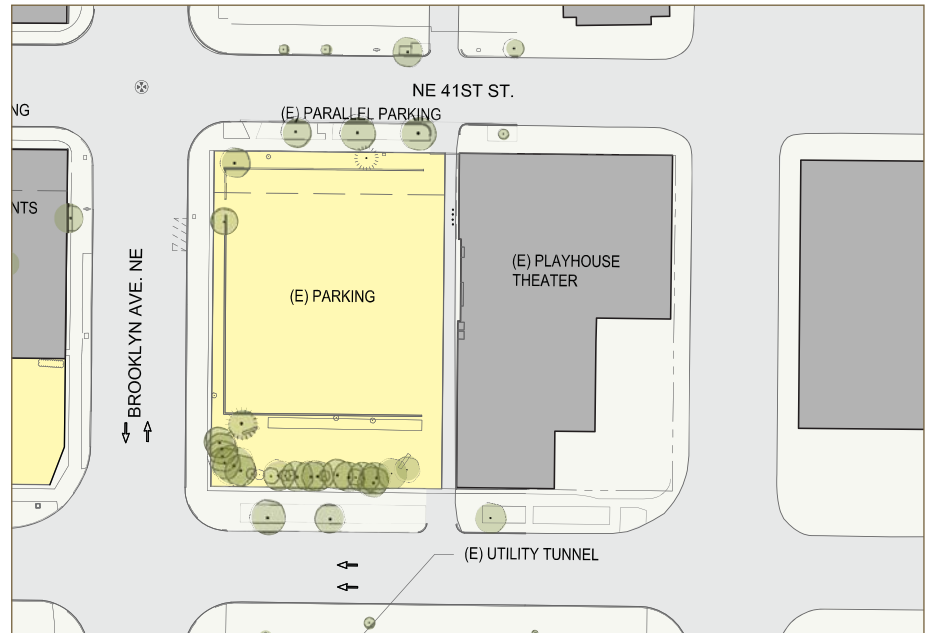 NE 41ST ST.
(E) PARALLEL PARKING
NG
NTS
BROOKLYN AVE. NE
(E) PARKING
(E) PLAYHOUSE
THEATER
(E) UTILITY TUNNEL